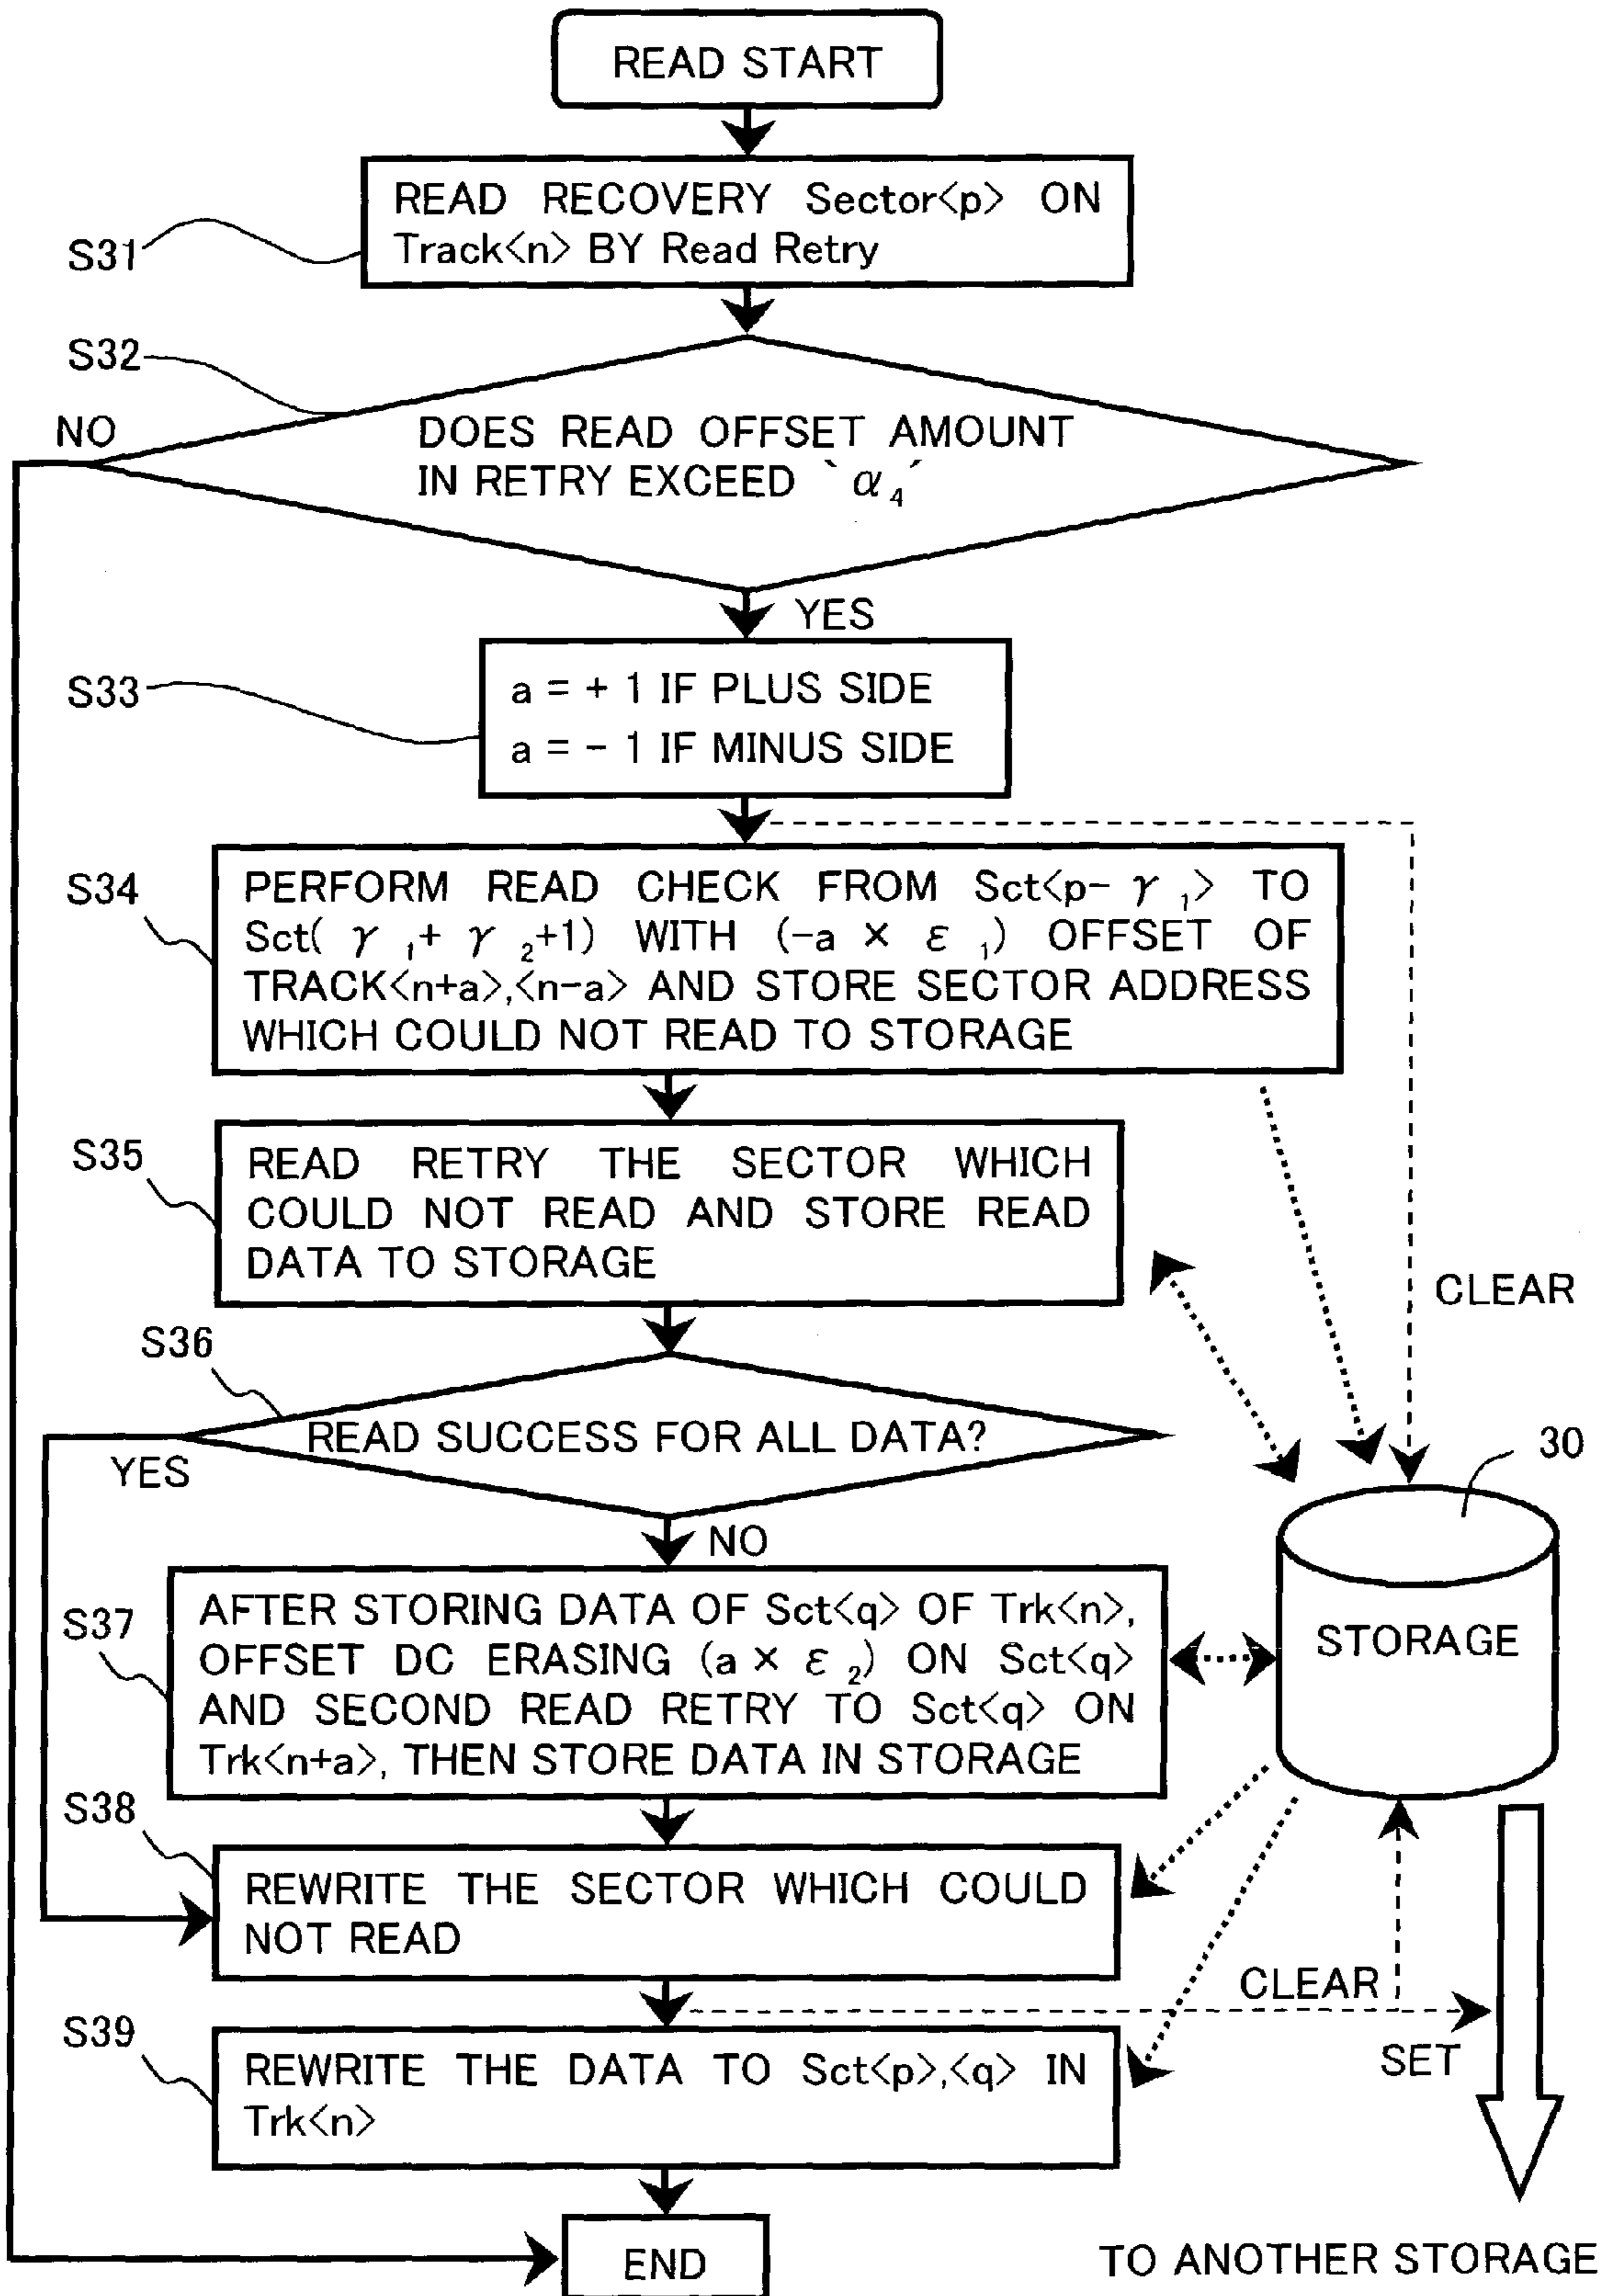 READ START
READ RECOVERY Sector<p> ON
Track<n> BY Read Retry
S31
S32
NO
DOES READ OFFSET AMOUNT
IN RETRY EXCEED `α₄´
YES
S33
a = + 1 IF PLUS SIDE
a = - 1 IF MINUS SIDE
S34
PERFORM READ CHECK FROM Sct<p- γ ₁> TO
Sct( γ ₁+ γ ₂+1) WITH (-a × ε ₁) OFFSET OF
TRACK<n+a>,<n-a> AND STORE SECTOR ADDRESS
WHICH COULD NOT READ TO STORAGE
S35
READ RETRY THE SECTOR WHICH
COULD NOT READ AND STORE READ
DATA TO STORAGE
CLEAR
S36
READ SUCCESS FOR ALL DATA?
YES
NO
30
STORAGE
S37
AFTER STORING DATA OF Sct<q> OF Trk<n>,
OFFSET DC ERASING (a × ε ₂) ON Sct<q>
AND SECOND READ RETRY TO Sct<q> ON
Trk<n+a>, THEN STORE DATA IN STORAGE
S38
REWRITE THE SECTOR WHICH COULD
NOT READ
CLEAR
SET
S39
REWRITE THE DATA TO Sct<p>,<q> IN
Trk<n>
END
TO ANOTHER STORAGE